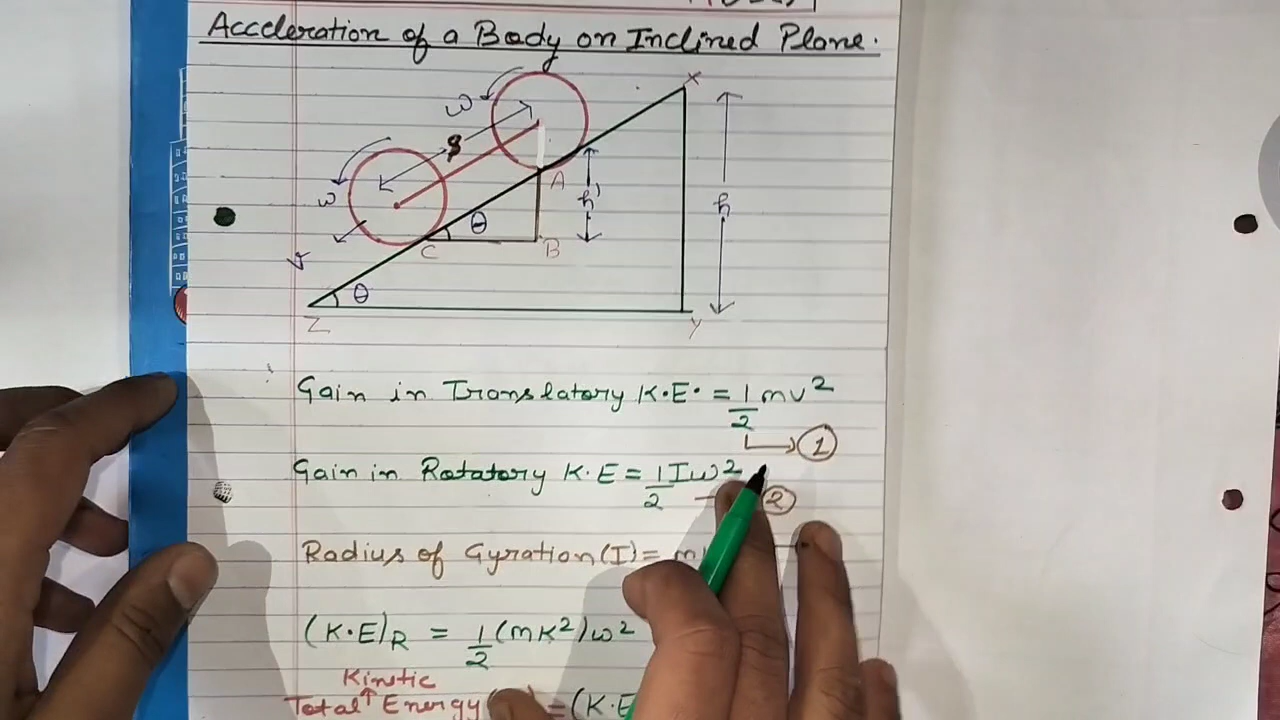 Acceleration of a Body on Inclined Plane.
X
ω
S
A
h'
h
ω
θ
B
C
v
θ
Z
Y
Gain in Translatory K.E. = 1/2 mv²
→ ①
Gain in Rotatory K.E = 1/2 Iω²
②
Radius of Gyration (I) = m
(K.E)R = 1/2 (mK²)ω²
Kinetic
Total ↑ Energy = (K.E